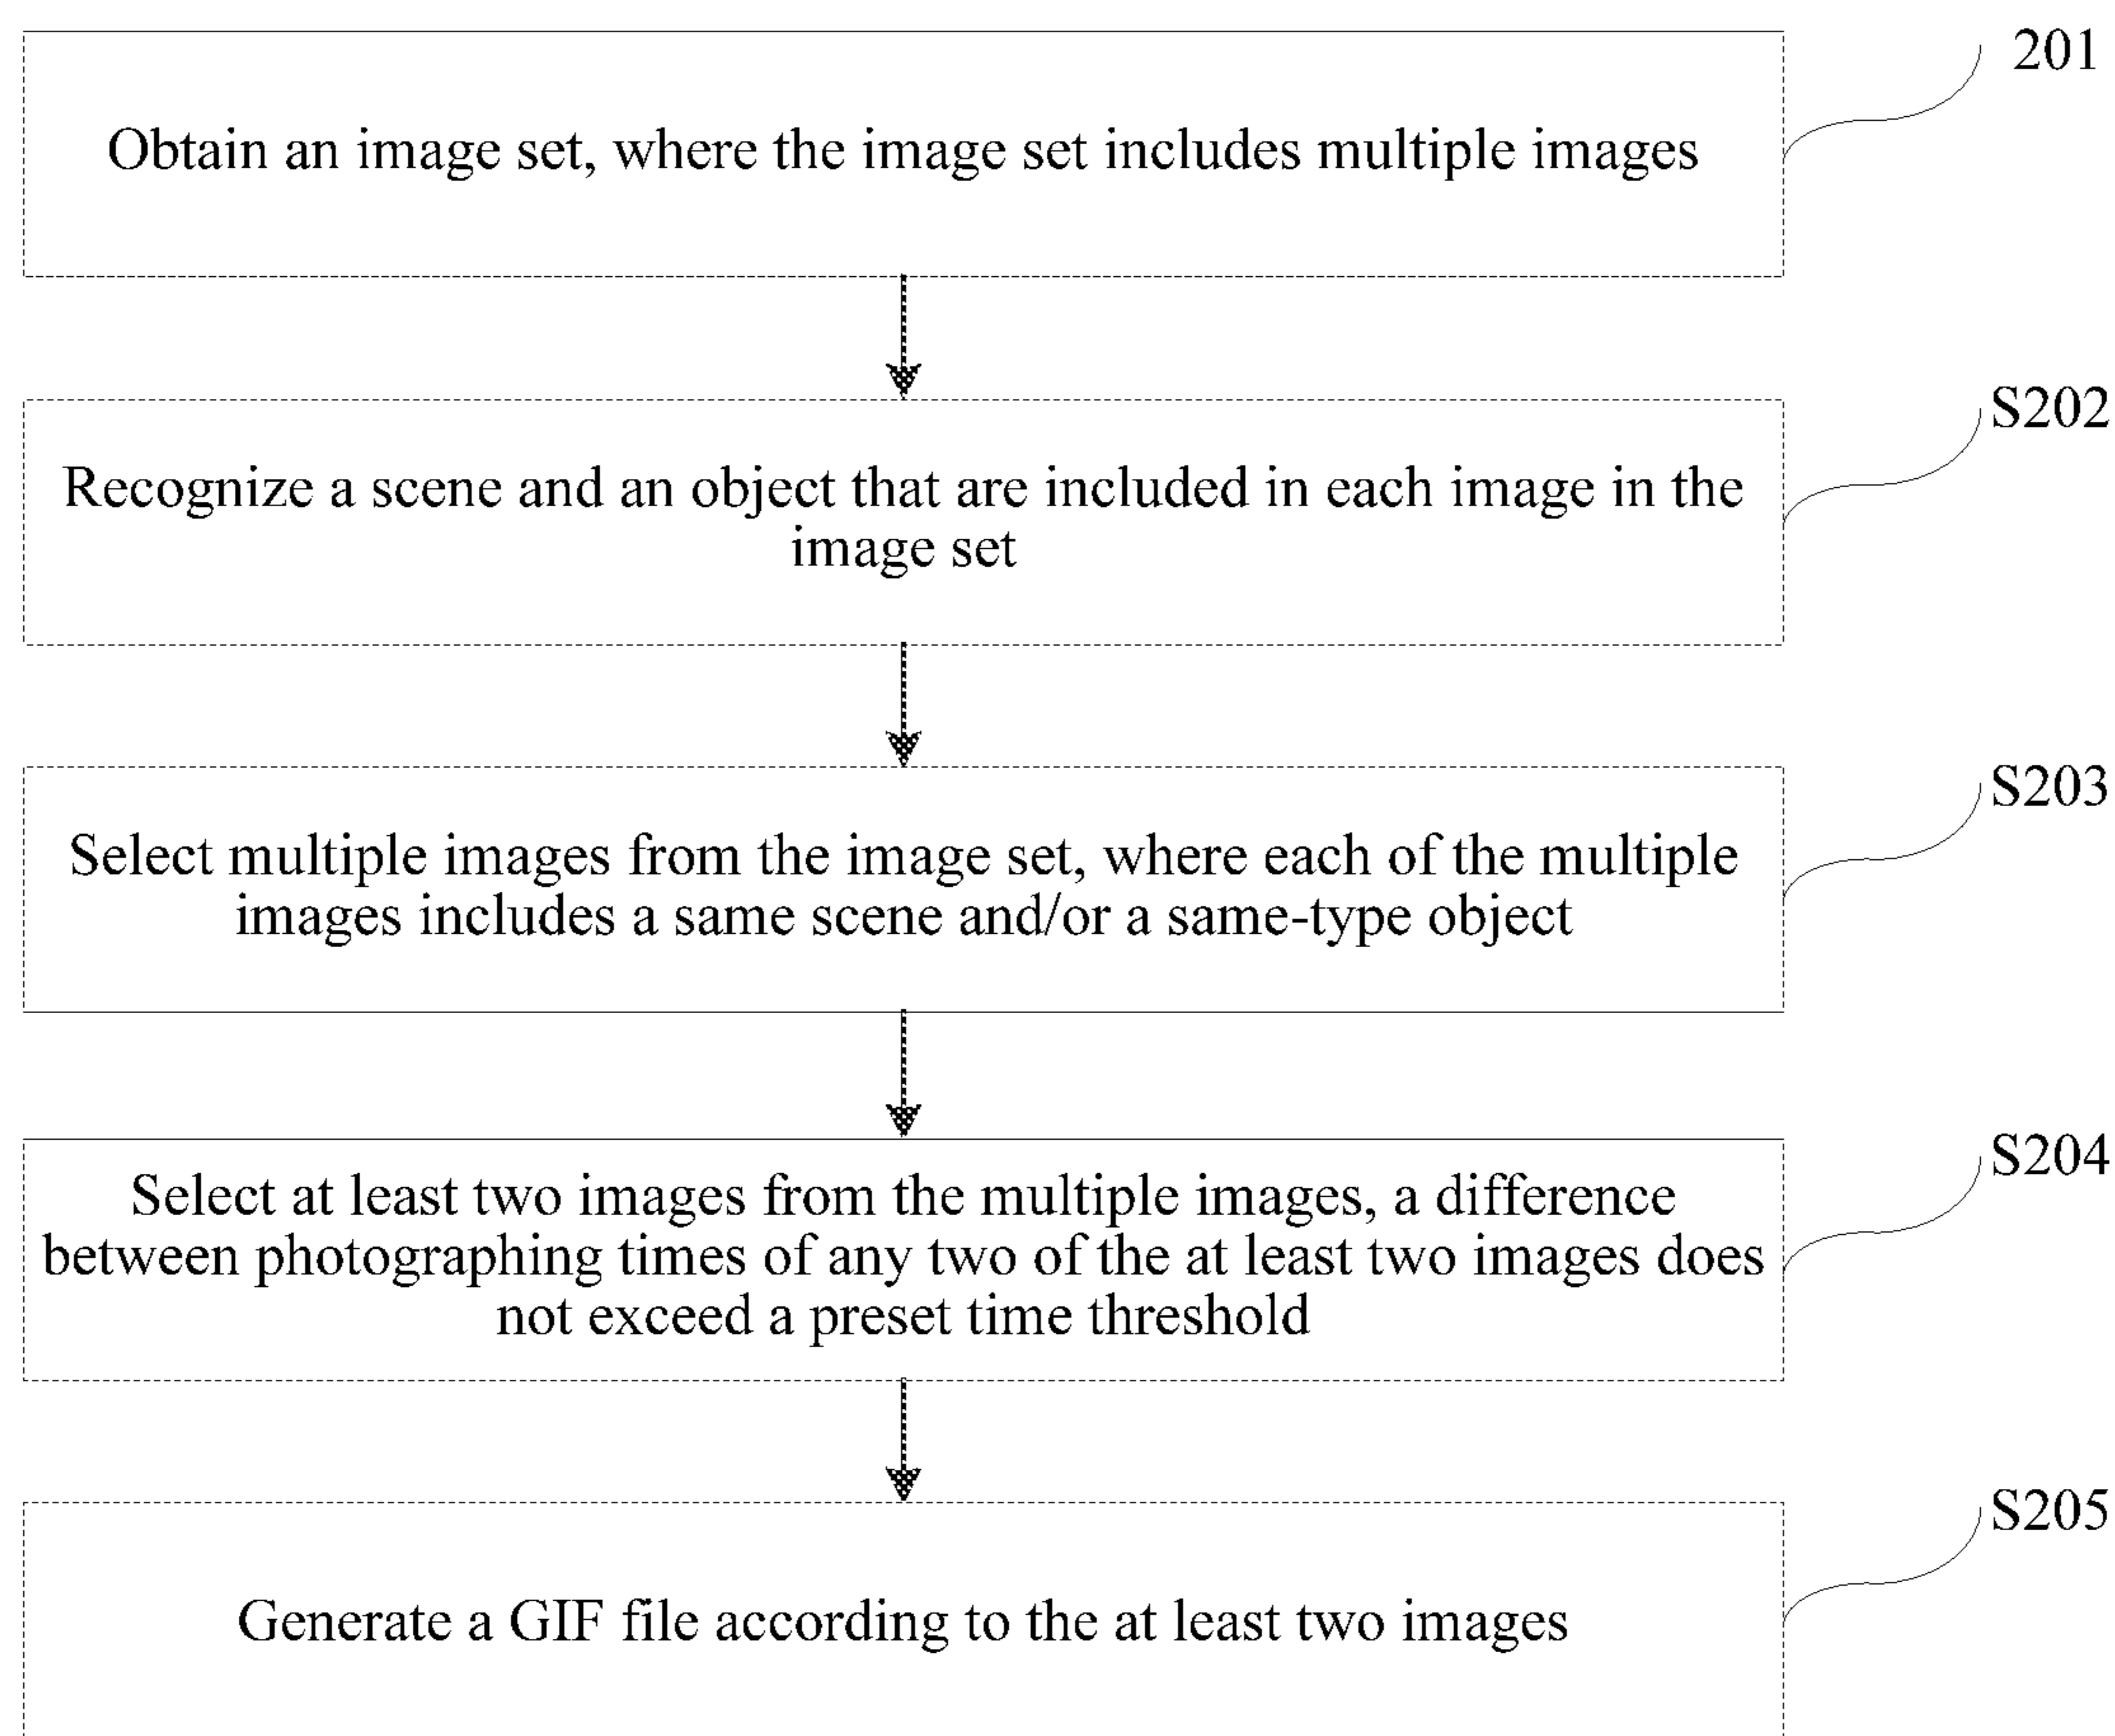 201
Obtain an image set, where the image set includes multiple images
S202
Recognize a scene and an object that are included in each image in the
image set
S203
Select multiple images from the image set, where each of the multiple
images includes a same scene and/or a same-type object
S204
Select at least two images from the multiple images, a difference
between photographing times of any two of the at least two images does
not exceed a preset time threshold
S205
Generate a GIF file according to the at least two images